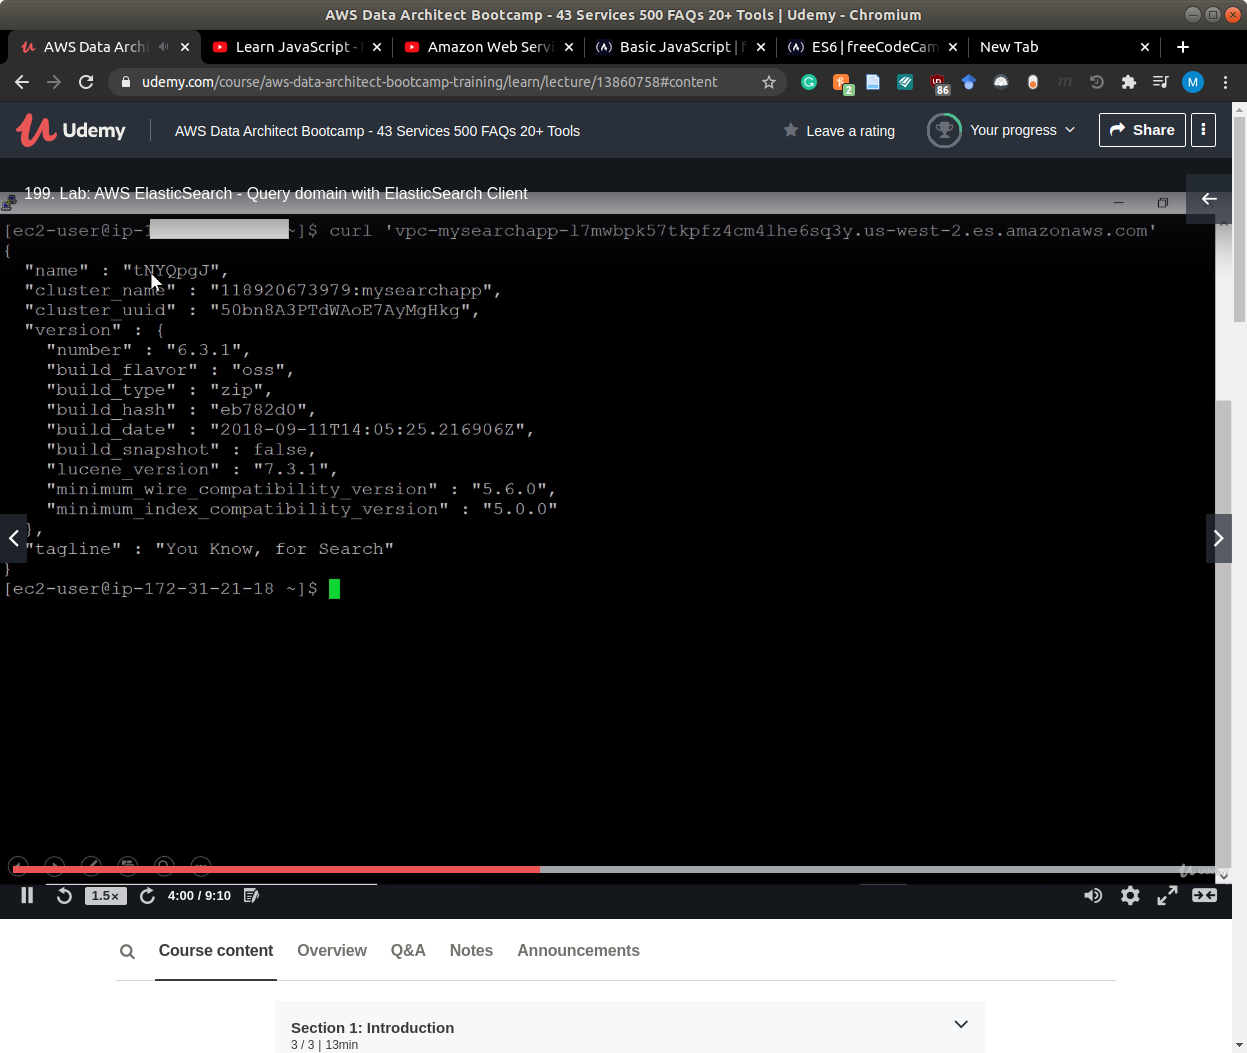 AWS Data Architect Bootcamp - 43 Services 500 FAQs 20+ Tools | Udemy - Chromium
AWS Data Archi
Learn JavaScript -
Amazon Web Servi
Basic JavaScript | f
ES6 | freeCodeCam
New Tab
udemy.com/course/aws-data-architect-bootcamp-training/learn/lecture/13860758#content
2
86
M
Udemy
AWS Data Architect Bootcamp - 43 Services 500 FAQs 20+ Tools
Leave a rating
Your progress
Share
199. Lab: AWS ElasticSearch - Query domain with ElasticSearch Client
[ec2-user@ip-1 ~]$ curl 'vpc-mysearchapp-l7mwbpk57tkpfz4cm4lhe6sq3y.us-west-2.es.amazonaws.com'
{
"name" : "tNYQpgJ",
"cluster_name" : "118920673979:mysearchapp",
"cluster_uuid" : "50bn8A3PTdWAoE7AyMgHkg",
"version" : {
"number" : "6.3.1",
"build_flavor" : "oss",
"build_type" : "zip",
"build_hash" : "eb782d0",
"build_date" : "2018-09-11T14:05:25.216906Z",
"build_snapshot" : false,
"lucene_version" : "7.3.1",
"minimum_wire_compatibility_version" : "5.6.0",
"minimum_index_compatibility_version" : "5.0.0"
},
"tagline" : "You Know, for Search"
}
[ec2-user@ip-172-31-21-18 ~]$
1.5×
4:00 / 9:10
Course content
Overview
Q&A
Notes
Announcements
Section 1: Introduction
3 / 3 | 13min